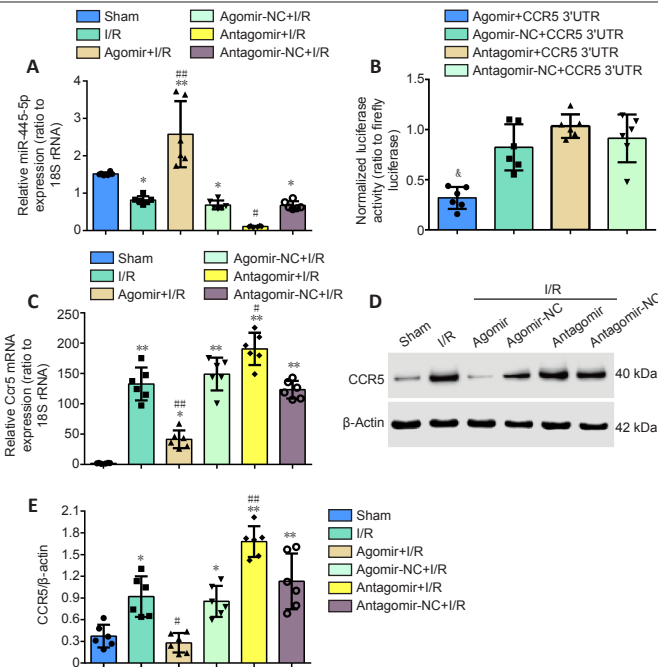 Sham
I/R
Agomir+I/R
Agomir-NC+I/R
Antagomir+I/R
Antagomir-NC+I/R
A
Relative miR-445-5p
expression (ratio to
18S rRNA)
4
3
2
1
0
*
##
**
*
#
*
Agomir+CCR5 3'UTR
Agomir-NC+CCR5 3'UTR
Antagomir+CCR5 3'UTR
Antagomir-NC+CCR5 3'UTR
B
Normalized luciferase
activity (ratio to firefly
luciferase)
1.6
1.2
0.8
0.4
0
&
Sham
I/R
Agomir+I/R
Agomir-NC+I/R
Antagomir+I/R
Antagomir-NC+I/R
C
Relative Ccr5 mRNA
expression (ratio to
18S rRNA)
250
200
150
100
50
0
**
##
*
**
#
**
**
D
I/R
Sham
I/R
Agomir
Agomir-NC
Antagomir
Antagomir-NC
CCR5
40 kDa
β-Actin
42 kDa
E
CCR5/β-actin
2.1
1.8
1.5
1.2
0.9
0.6
0.3
0
*
#
*
##
**
**
Sham
I/R
Agomir+I/R
Agomir-NC+I/R
Antagomir+I/R
Antagomir-NC+I/R